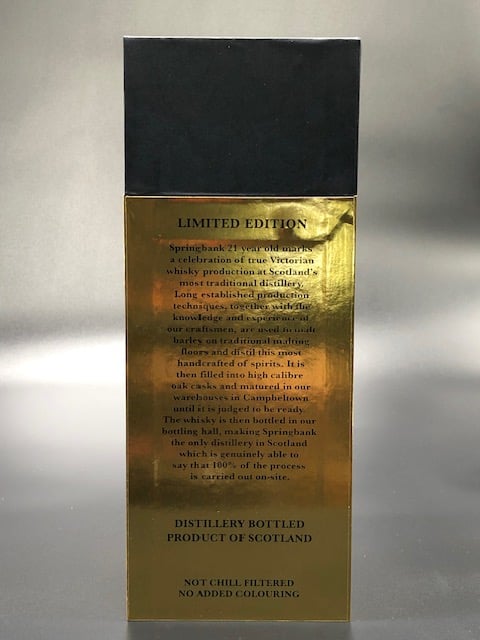 LIMITED EDITION
Springbank 21 year old marks
a celebration of true Victorian
whisky production at Scotland's
most traditional distillery.
Long established production
techniques, together with the
knowledge and experience of
our craftsmen, are used to malt
barley on traditional malting
floors and distil this most
handcrafted of spirits. It is
then filled into high calibre
oak casks and matured in our
warehouses in Campbeltown
until it is judged to be ready.
The whisky is then bottled in our
bottling hall, making Springbank
the only distillery in Scotland
which is genuinely able to
say that 100% of the process
is carried out on-site.
DISTILLERY BOTTLED
PRODUCT OF SCOTLAND
NOT CHILL FILTERED
NO ADDED COLOURING